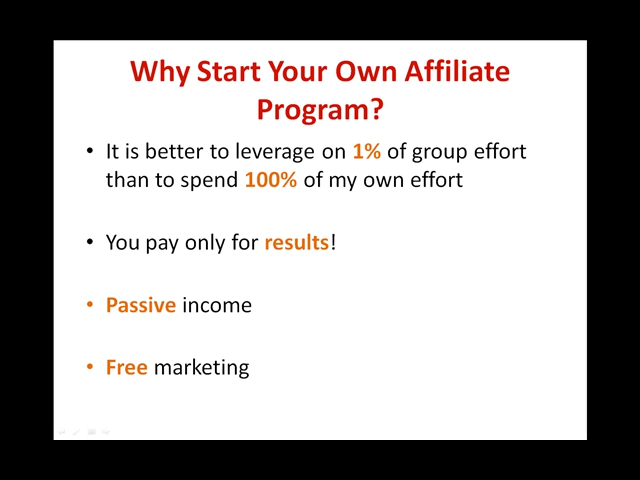 Why Start Your Own Affiliate
Program?
• It is better to leverage on 1% of group effort
than to spend 100% of my own effort
• You pay only for results!
• Passive income
• Free marketing